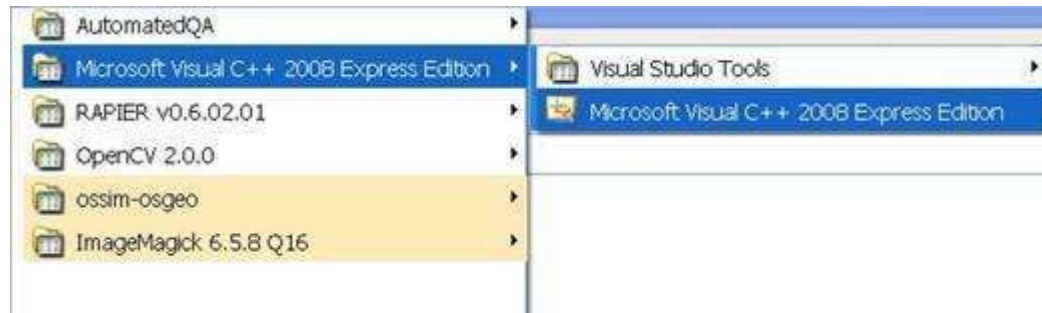 AutomatedQA
Microsoft Visual C++ 2008 Express Edition
RAPIER v0.6.02.01
OpenCV 2.0.0
ossim-osgeo
ImageMagick 6.5.8 Q16
Visual Studio Tools
Microsoft Visual C++ 2008 Express Edition